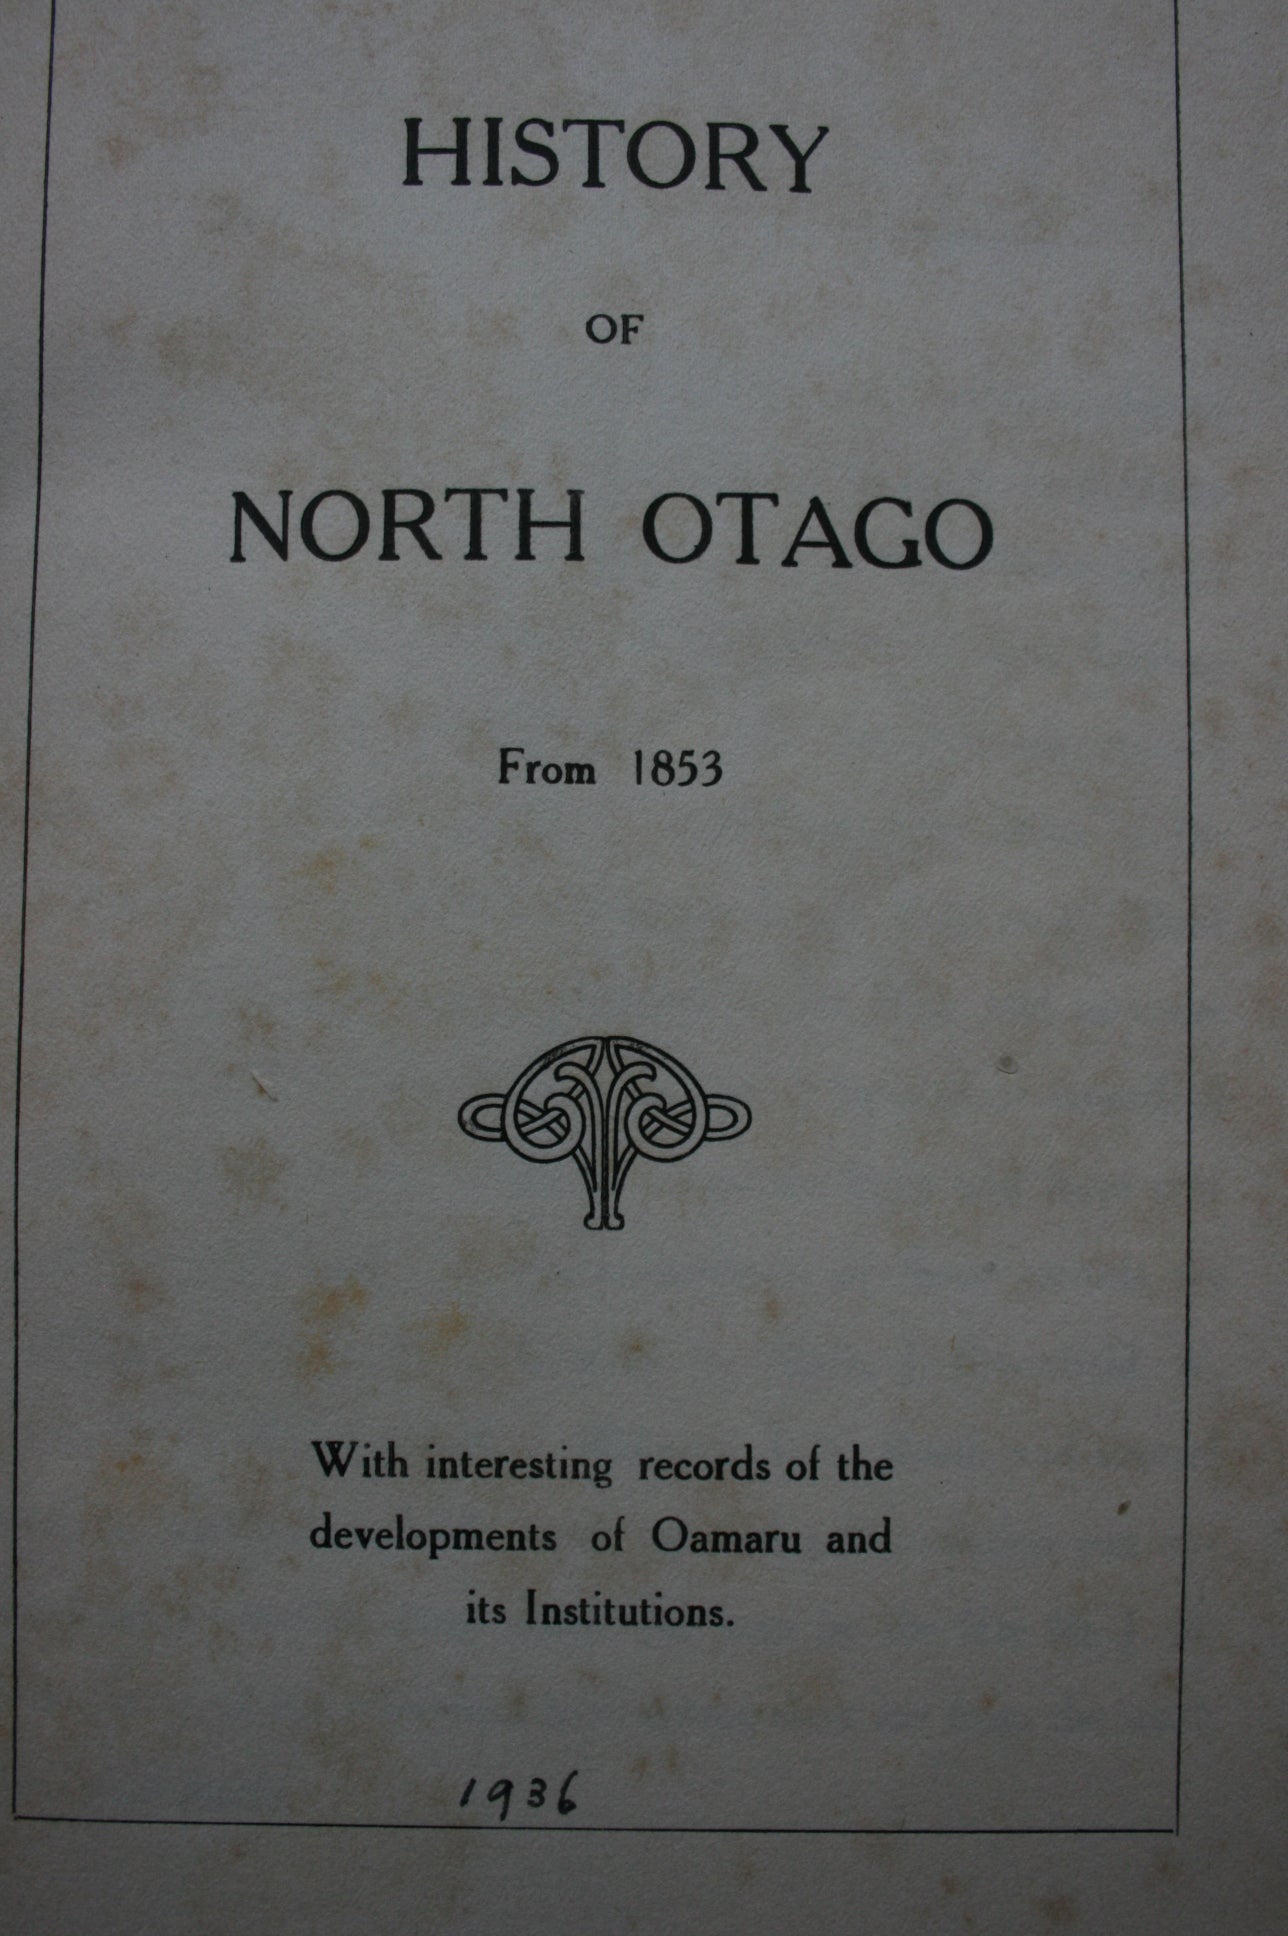 HISTORY
OF
NORTH OTAGO
From 1853
With interesting records of the
developments of Oamaru and
its Institutions.
1936